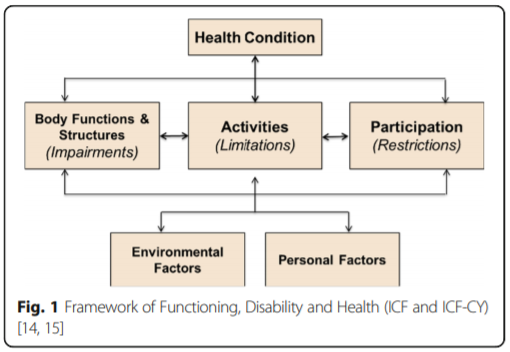 Health Condition
Body Functions &
Structures
(Impairments)
Activities
(Limitations)
Participation
(Restrictions)
Environmental
Factors
Personal Factors
Fig. 1 Framework of Functioning, Disability and Health (ICF and ICF-CY)
[14, 15]